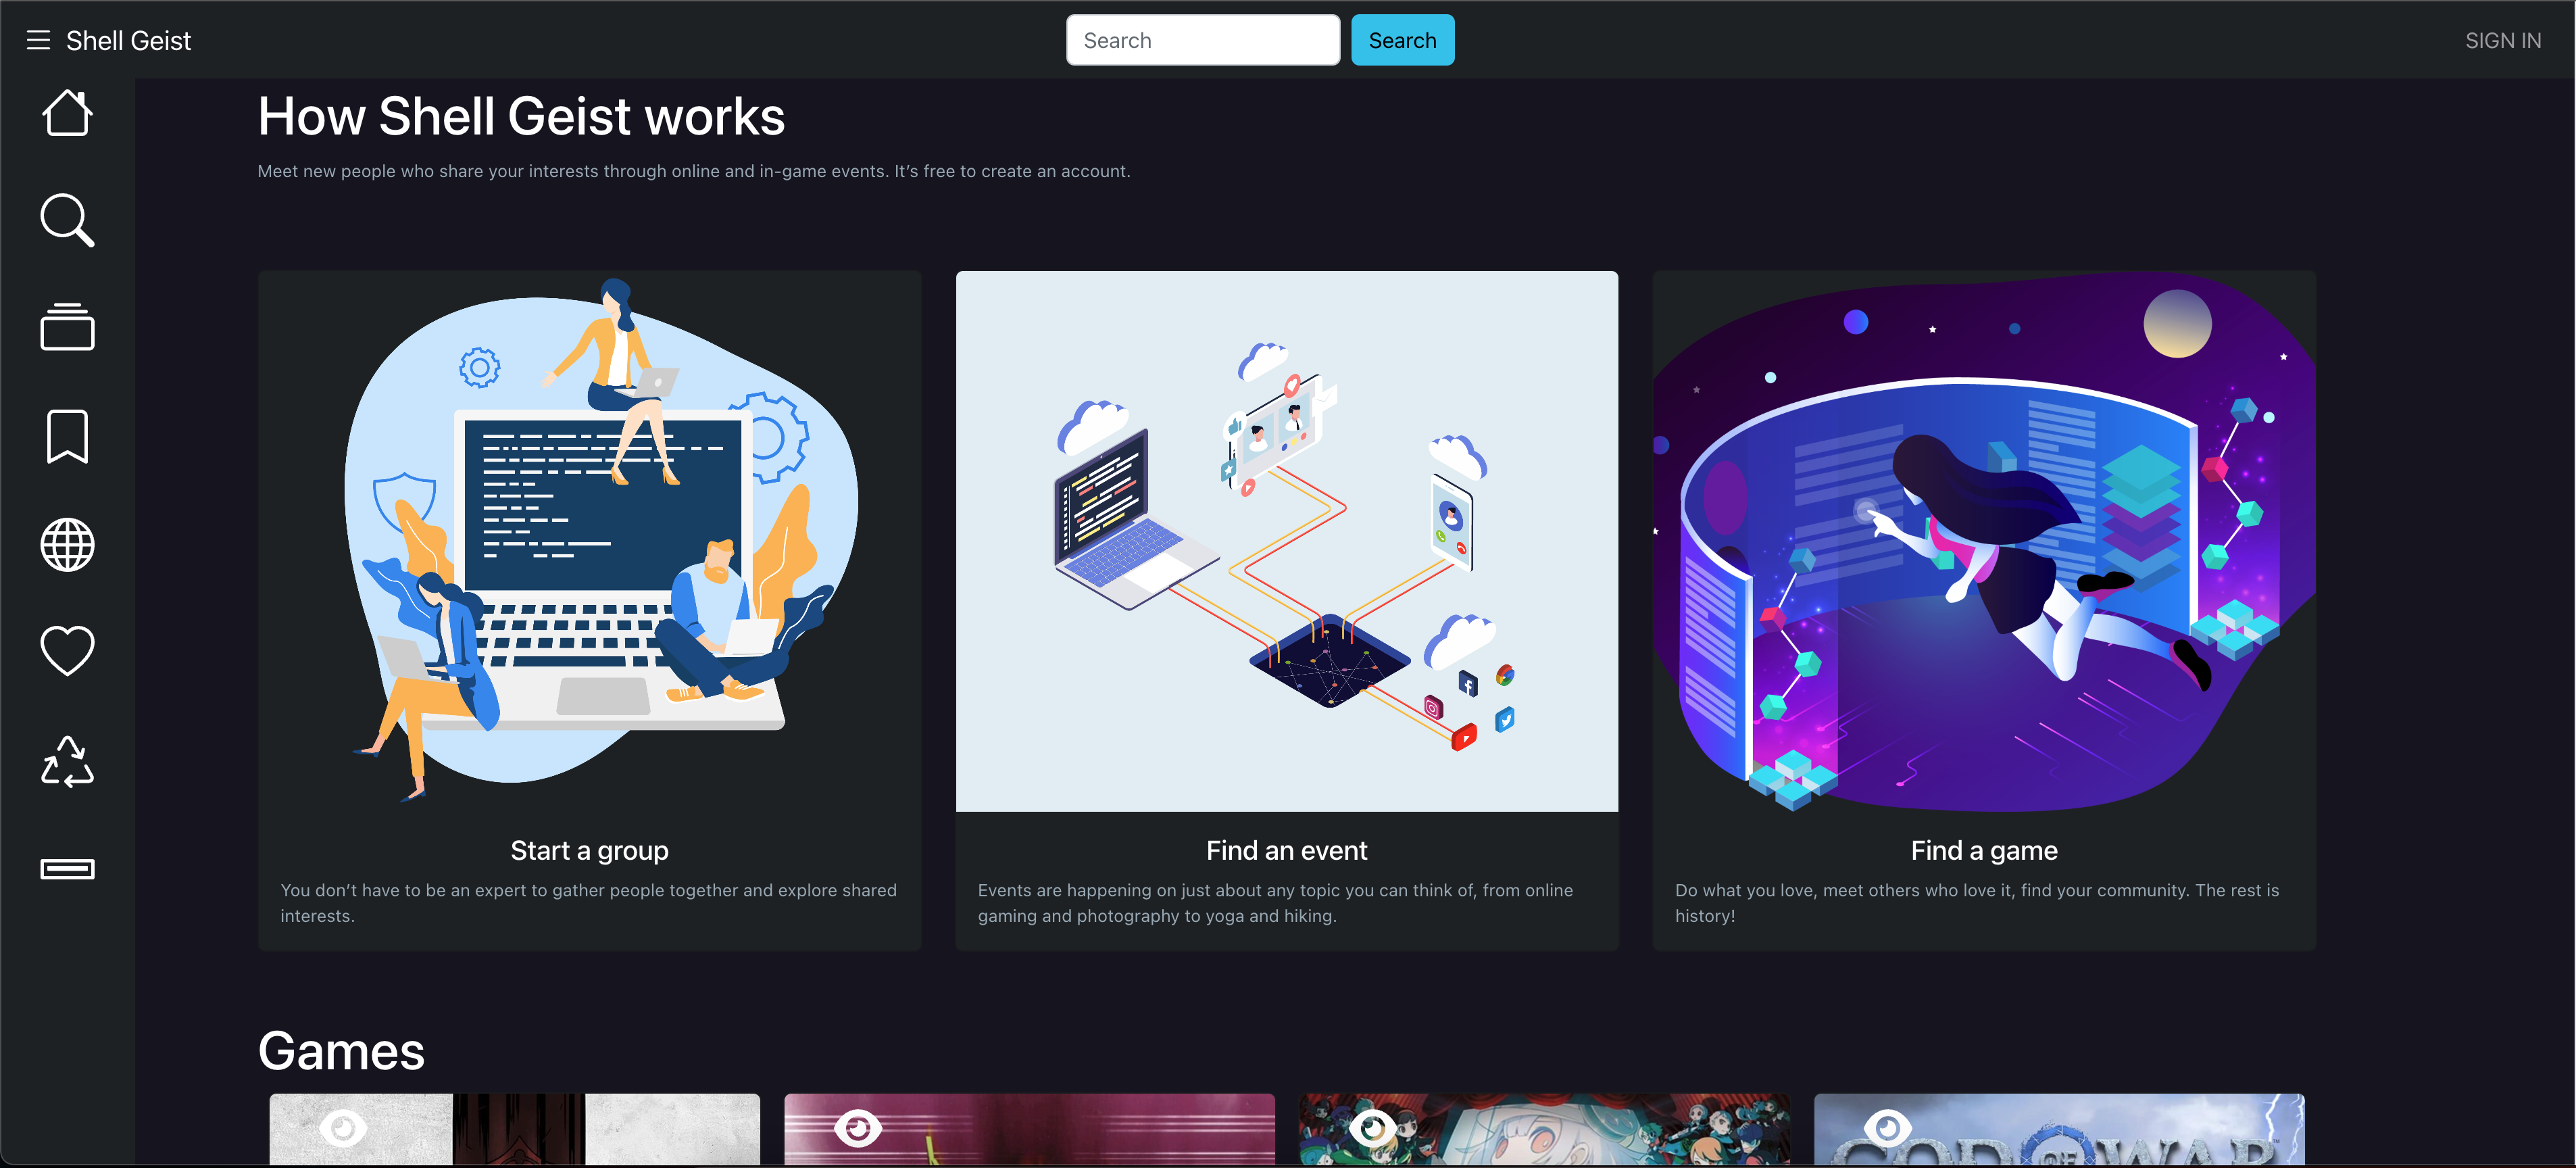 Shell Geist
Search
Search
SIGN IN
How Shell Geist works
Meet new people who share your interests through online and in-game events. It’s free to create an account.
Start a group
You don’t have to be an expert to gather people together and explore shared
interests.
Find an event
Events are happening on just about any topic you can think of, from online
gaming and photography to yoga and hiking.
Find a game
Do what you love, meet others who love it, find your community. The rest is
history!
Games
GOD OF WAR